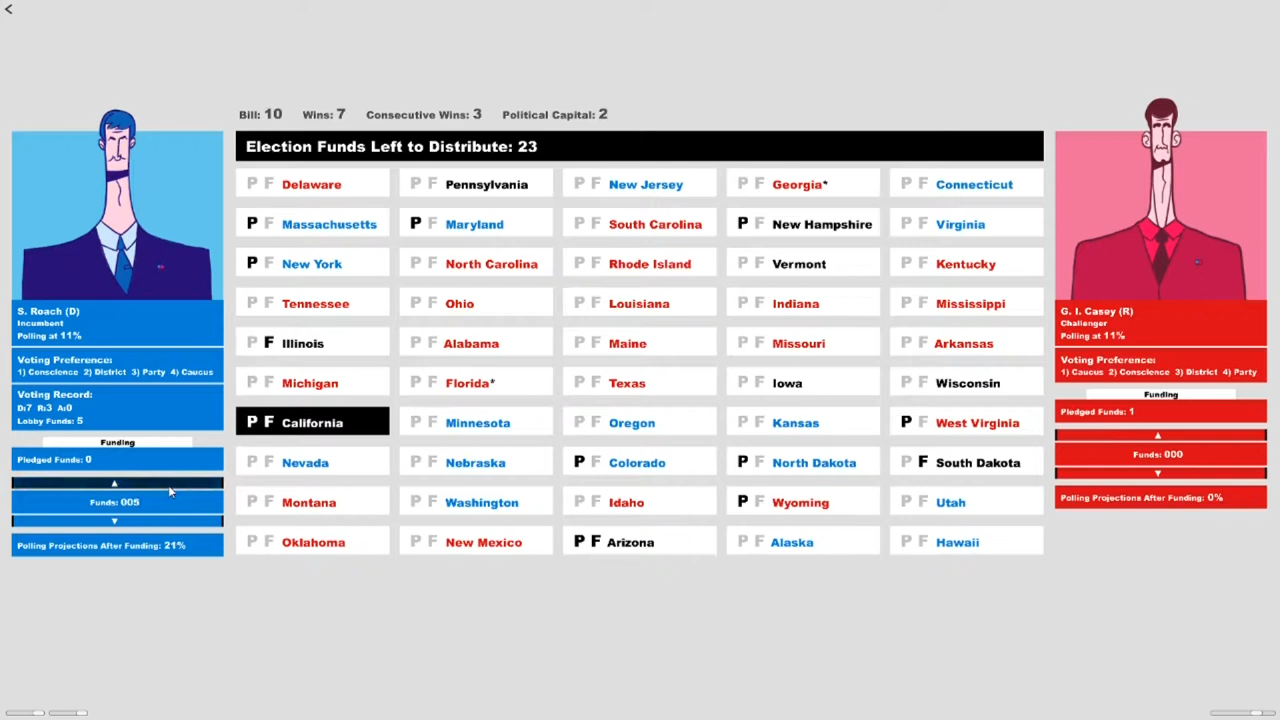 <
Bill: 10 Wins: 7 Consecutive Wins: 3 Political Capital: 2
Election Funds Left to Distribute: 23
P F Delaware
P F Pennsylvania
P F New Jersey
P F Georgia*
P F Connecticut
P F Massachusetts
P F Maryland
P F South Carolina
P F New Hampshire
P F Virginia
P F New York
P F North Carolina
P F Rhode Island
P F Vermont
P F Kentucky
P F Tennessee
P F Ohio
P F Louisiana
P F Indiana
P F Mississippi
P F Illinois
P F Alabama
P F Maine
P F Missouri
P F Arkansas
P F Michigan
P F Florida*
P F Texas
P F Iowa
P F Wisconsin
P F California
P F Minnesota
P F Oregon
P F Kansas
P F West Virginia
P F Nevada
P F Nebraska
P F Colorado
P F North Dakota
P F South Dakota
P F Montana
P F Washington
P F Idaho
P F Wyoming
P F Utah
P F Oklahoma
P F New Mexico
P F Arizona
P F Alaska
P F Hawaii
S. Roach (D)
Incumbent
Polling at 11%
Voting Preference:
1) Conscience 2) District 3) Party 4) Caucus
Voting Record:
D:7 R:3 A:0
Lobby Funds: 5
Funding
Pledged Funds: 0
Funds: 005
Polling Projections After Funding: 21%
G. I. Casey (R)
Challenger
Polling at 11%
Voting Preference:
1) Caucus 2) Conscience 3) District 4) Party
Funding
Pledged Funds: 1
Funds: 000
Polling Projections After Funding: 0%